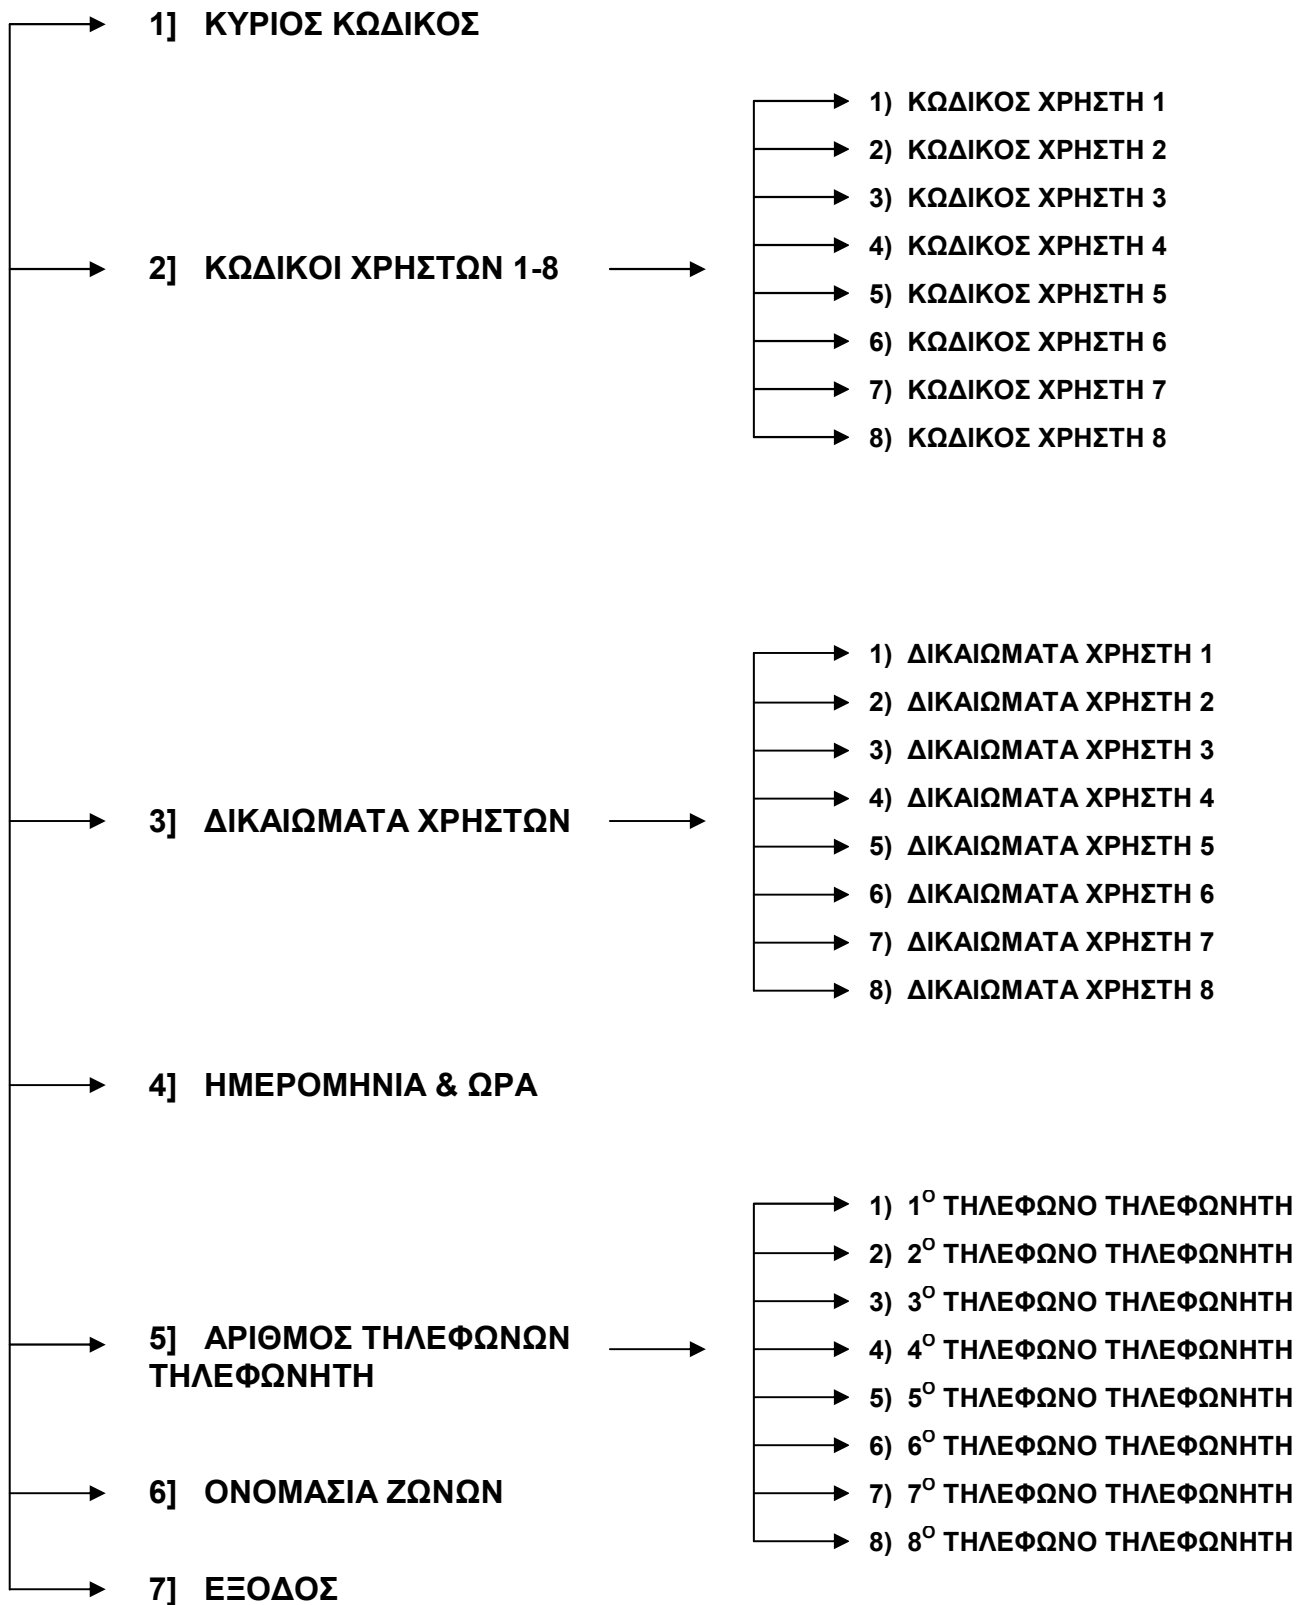 1] ΚΥΡΙΟΣ ΚΩΔΙΚΟΣ
2] ΚΩΔΙΚΟΙ ΧΡΗΣΤΩΝ 1-8
1) ΚΩΔΙΚΟΣ ΧΡΗΣΤΗ 1
2) ΚΩΔΙΚΟΣ ΧΡΗΣΤΗ 2
3) ΚΩΔΙΚΟΣ ΧΡΗΣΤΗ 3
4) ΚΩΔΙΚΟΣ ΧΡΗΣΤΗ 4
5) ΚΩΔΙΚΟΣ ΧΡΗΣΤΗ 5
6) ΚΩΔΙΚΟΣ ΧΡΗΣΤΗ 6
7) ΚΩΔΙΚΟΣ ΧΡΗΣΤΗ 7
8) ΚΩΔΙΚΟΣ ΧΡΗΣΤΗ 8
3] ΔΙΚΑΙΩΜΑΤΑ ΧΡΗΣΤΩΝ
1) ΔΙΚΑΙΩΜΑΤΑ ΧΡΗΣΤΗ 1
2) ΔΙΚΑΙΩΜΑΤΑ ΧΡΗΣΤΗ 2
3) ΔΙΚΑΙΩΜΑΤΑ ΧΡΗΣΤΗ 3
4) ΔΙΚΑΙΩΜΑΤΑ ΧΡΗΣΤΗ 4
5) ΔΙΚΑΙΩΜΑΤΑ ΧΡΗΣΤΗ 5
6) ΔΙΚΑΙΩΜΑΤΑ ΧΡΗΣΤΗ 6
7) ΔΙΚΑΙΩΜΑΤΑ ΧΡΗΣΤΗ 7
8) ΔΙΚΑΙΩΜΑΤΑ ΧΡΗΣΤΗ 8
4] ΗΜΕΡΟΜΗΝΙΑ & ΩΡΑ
5] ΑΡΙΘΜΟΣ ΤΗΛΕΦΩΝΩΝ
ΤΗΛΕΦΩΝΗΤΗ
1) 1Ο ΤΗΛΕΦΩΝΟ ΤΗΛΕΦΩΝΗΤΗ
2) 2Ο ΤΗΛΕΦΩΝΟ ΤΗΛΕΦΩΝΗΤΗ
3) 3Ο ΤΗΛΕΦΩΝΟ ΤΗΛΕΦΩΝΗΤΗ
4) 4Ο ΤΗΛΕΦΩΝΟ ΤΗΛΕΦΩΝΗΤΗ
5) 5Ο ΤΗΛΕΦΩΝΟ ΤΗΛΕΦΩΝΗΤΗ
6) 6Ο ΤΗΛΕΦΩΝΟ ΤΗΛΕΦΩΝΗΤΗ
7) 7Ο ΤΗΛΕΦΩΝΟ ΤΗΛΕΦΩΝΗΤΗ
8) 8Ο ΤΗΛΕΦΩΝΟ ΤΗΛΕΦΩΝΗΤΗ
6] ΟΝΟΜΑΣΙΑ ΖΩΝΩΝ
7] ΕΞΟΔΟΣ